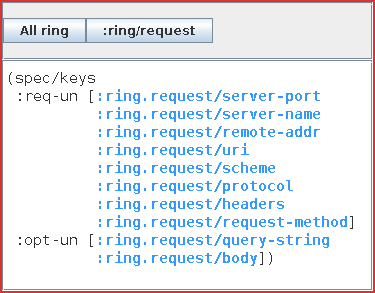 All ring :ring/request
(spec/keys
 :req-un [:ring.request/server-port
          :ring.request/server-name
          :ring.request/remote-addr
          :ring.request/uri
          :ring.request/scheme
          :ring.request/protocol
          :ring.request/headers
          :ring.request/request-method]
 :opt-un [:ring.request/query-string
          :ring.request/body])